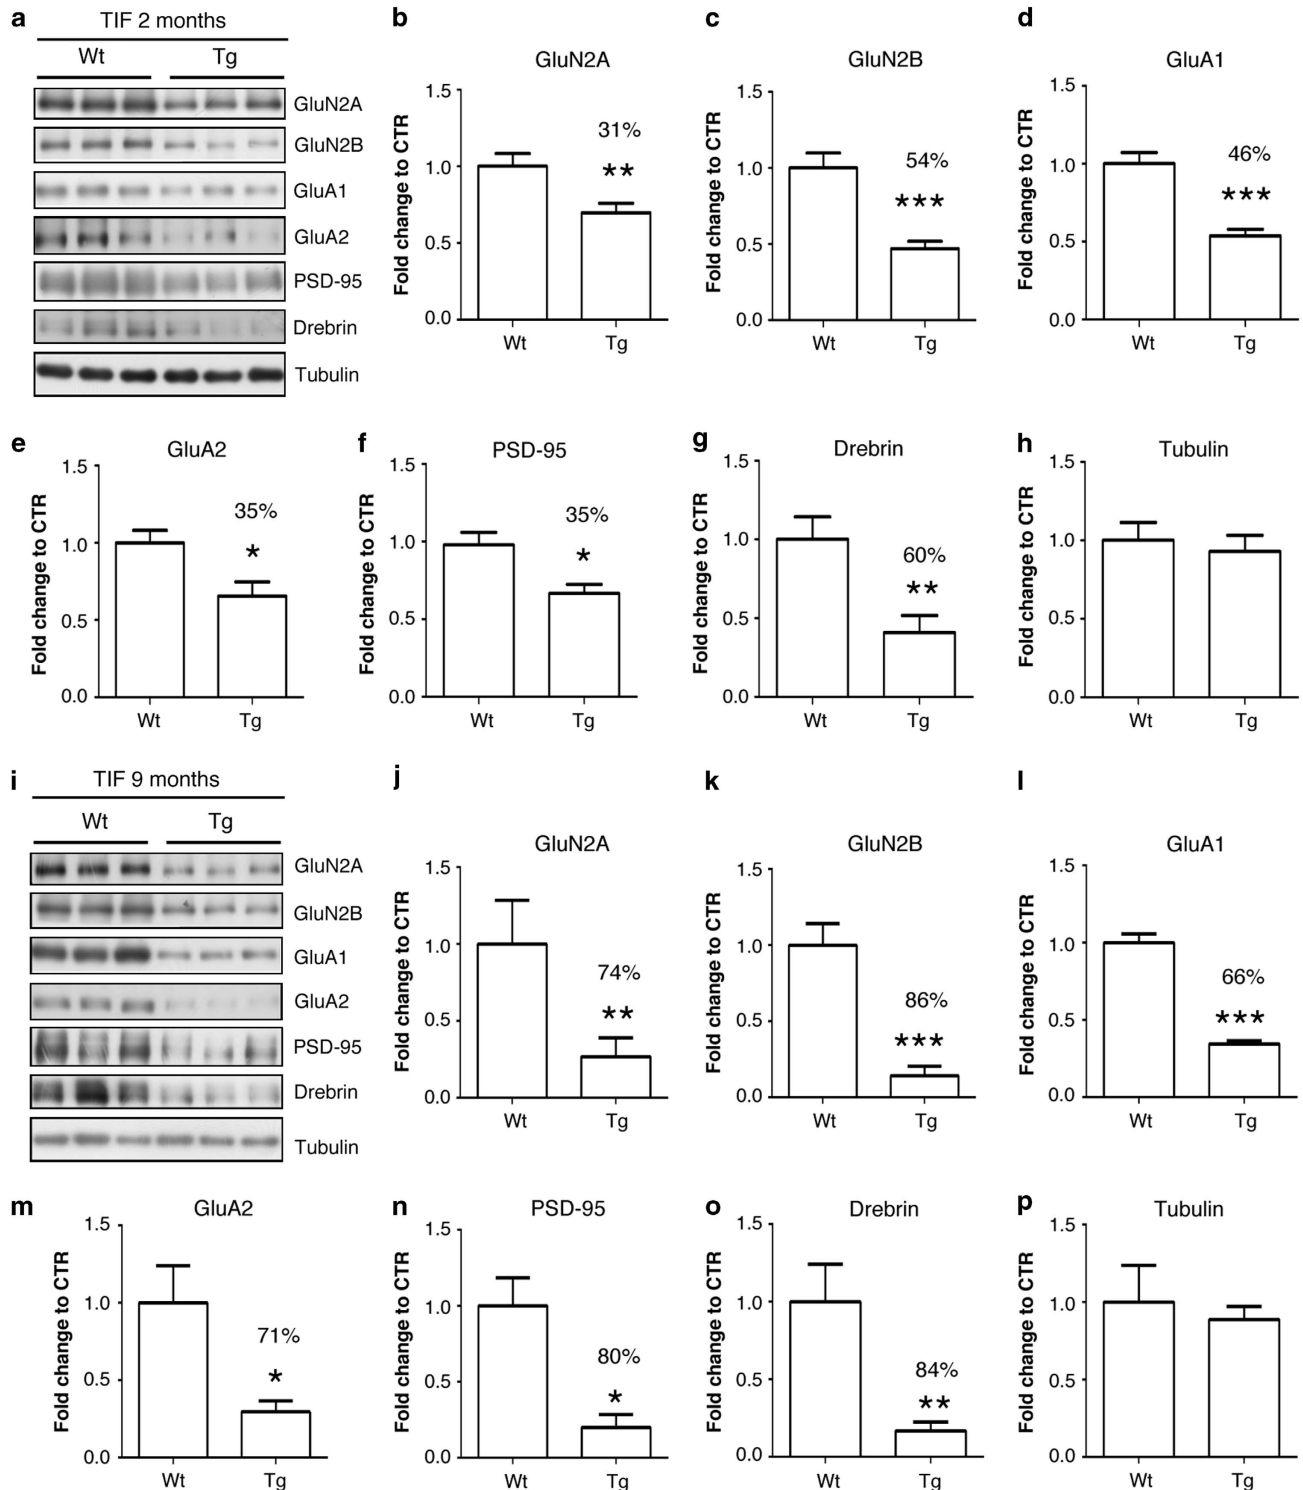 a
TIF 2 months
Wt Tg
GluN2A
GluN2B
GluA1
GluA2
PSD-95
Drebrin
Tubulin
b
GluN2A
Fold change to CTR
1.5
1.0
0.5
0.0
31%
**
Wt Tg
c
GluN2B
Fold change to CTR
1.5
1.0
0.5
0.0
54%
***
Wt Tg
d
GluA1
Fold change to CTR
1.5
1.0
0.5
0.0
46%
***
Wt Tg
e
GluA2
Fold change to CTR
1.5
1.0
0.5
0.0
35%
*
Wt Tg
f
PSD-95
Fold change to CTR
1.5
1.0
0.5
0.0
35%
*
Wt Tg
g
Drebrin
Fold change to CTR
1.5
1.0
0.5
0.0
60%
**
Wt Tg
h
Tubulin
Fold change to CTR
1.5
1.0
0.5
0.0
Wt Tg
i
TIF 9 months
Wt Tg
GluN2A
GluN2B
GluA1
GluA2
PSD-95
Drebrin
Tubulin
j
GluN2A
Fold change to CTR
1.5
1.0
0.5
0.0
74%
**
Wt Tg
k
GluN2B
Fold change to CTR
1.5
1.0
0.5
0.0
86%
***
Wt Tg
l
GluA1
Fold change to CTR
1.5
1.0
0.5
0.0
66%
***
Wt Tg
m
GluA2
Fold change to CTR
1.5
1.0
0.5
0.0
71%
*
Wt Tg
n
PSD-95
Fold change to CTR
1.5
1.0
0.5
0.0
80%
*
Wt Tg
o
Drebrin
Fold change to CTR
1.5
1.0
0.5
0.0
84%
**
Wt Tg
p
Tubulin
Fold change to CTR
1.5
1.0
0.5
0.0
Wt Tg